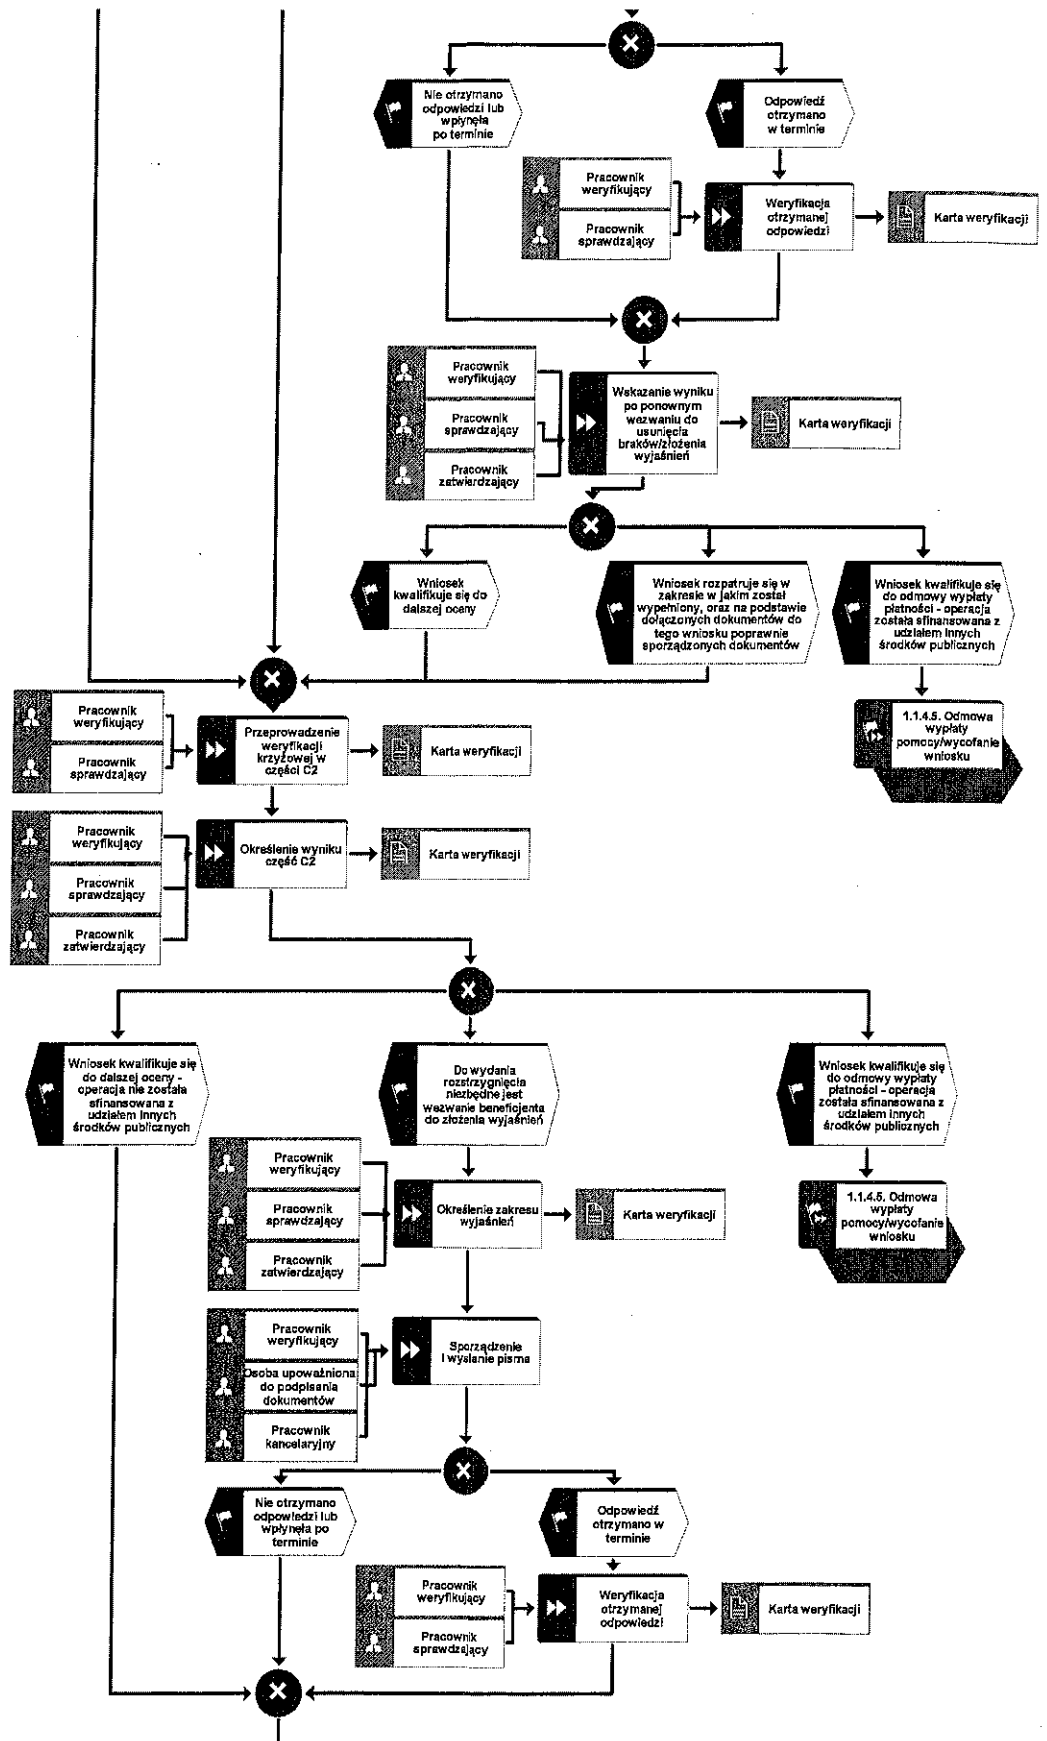 Nie otrzymano
odpowiedzi lub
wpłynęła
po terminie
Odpowiedź
otrzymano
w terminie
Pracownik
weryfikujący
Pracownik
sprawdzający
Weryfikacja
otrzymanej
odpowiedzi
Karta weryfikacji
Pracownik
weryfikujący
Pracownik
sprawdzający
Pracownik
zatwierdzający
Wskazanie wyniku
po ponownym
wezwaniu do
usunięcia
braków/złożenia
wyjaśnień
Karta weryfikacji
Wniosek
kwalifikuje się do
dalszej oceny
Wniosek rozpatruje się w
zakresie w jakim został
wypełniony, oraz na podstawie
dołączonych dokumentów do
tego wniosku poprawnie
sporządzonych dokumentów
Wniosek kwalifikuje się
do odmowy wypłaty
płatności - operacja
została sfinansowana z
udziałem innych
środków publicznych
1.1.4.5. Odmowa
wypłaty
pomocy/wycofanie
wniosku
Pracownik
weryfikujący
Pracownik
sprawdzający
Przeprowadzenie
weryfikacji
krzyżowej w
części C2
Karta weryfikacji
Pracownik
weryfikujący
Pracownik
sprawdzający
Pracownik
zatwierdzający
Określenie wyniku
część C2
Karta weryfikacji
Wniosek kwalifikuje się
do dalszej oceny -
operacja nie została
sfinansowana z
udziałem innych
środków publicznych
Do wydania
rozstrzygnięcia
niezbędne jest
wezwanie beneficjenta
do złożenia wyjaśnień
Wniosek kwalifikuje się
do odmowy wypłaty
płatności - operacja
została sfinansowana z
udziałem innych
środków publicznych
1.1.4.5. Odmowa
wypłaty
pomocy/wycofanie
wniosku
Pracownik
weryfikujący
Pracownik
sprawdzający
Pracownik
zatwierdzający
Określenie zakresu
wyjaśnień
Karta weryfikacji
Pracownik
weryfikujący
Osoba upoważniona
do podpisania
dokumentów
Pracownik
kancelaryjny
Sporządzenie
i wysłanie pisma
Nie otrzymano
odpowiedzi lub
wpłynęła po
terminie
Odpowiedź
otrzymano w
terminie
Pracownik
weryfikujący
Pracownik
sprawdzający
Weryfikacja
otrzymanej
odpowiedzi
Karta weryfikacji